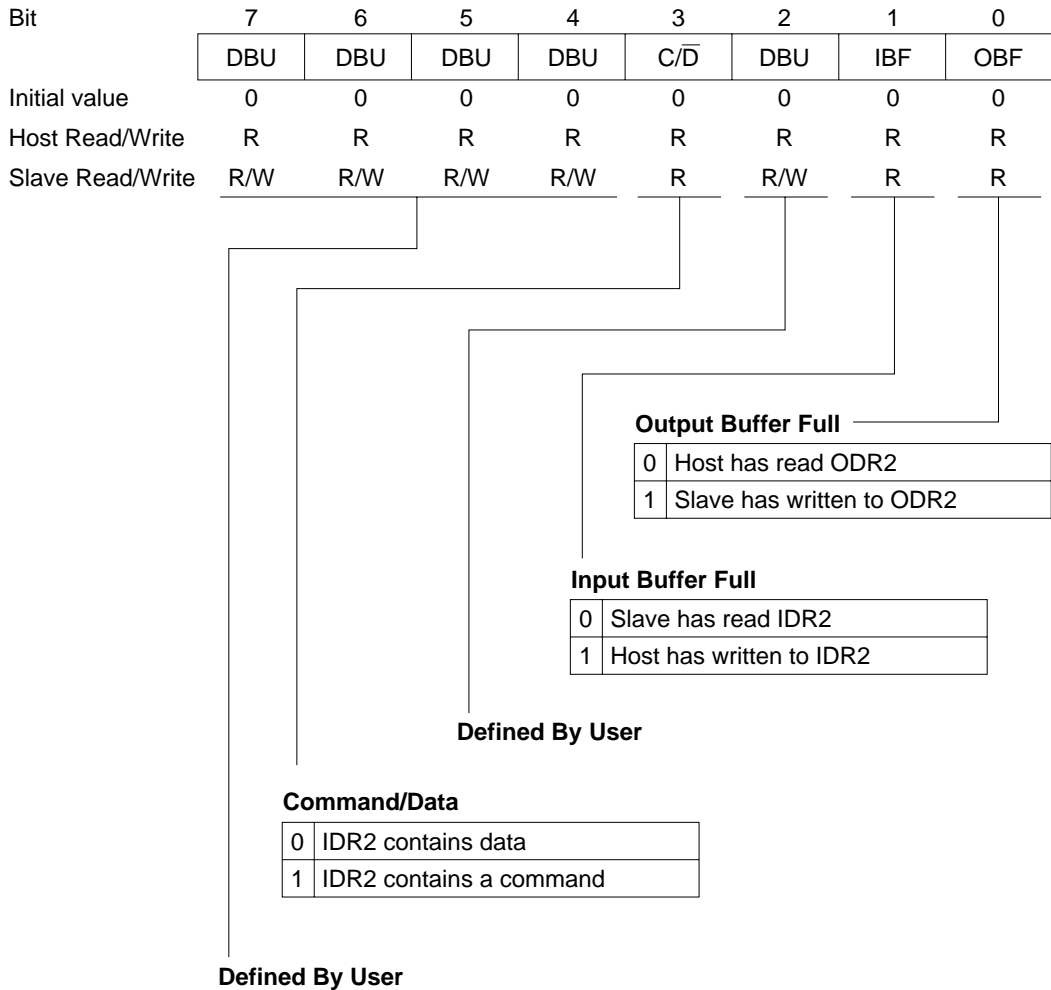 Bit 7 6 5 4 3 2 1 0
DBU DBU DBU DBU C/D̅ DBU IBF OBF
Initial value 0 0 0 0 0 0 0 0
Host Read/Write R R R R R R R R
Slave Read/Write R/W R/W R/W R/W R R/W R R
Output Buffer Full
0 Host has read ODR2
1 Slave has written to ODR2
Input Buffer Full
0 Slave has read IDR2
1 Host has written to IDR2
Defined By User
Command/Data
0 IDR2 contains data
1 IDR2 contains a command
Defined By User